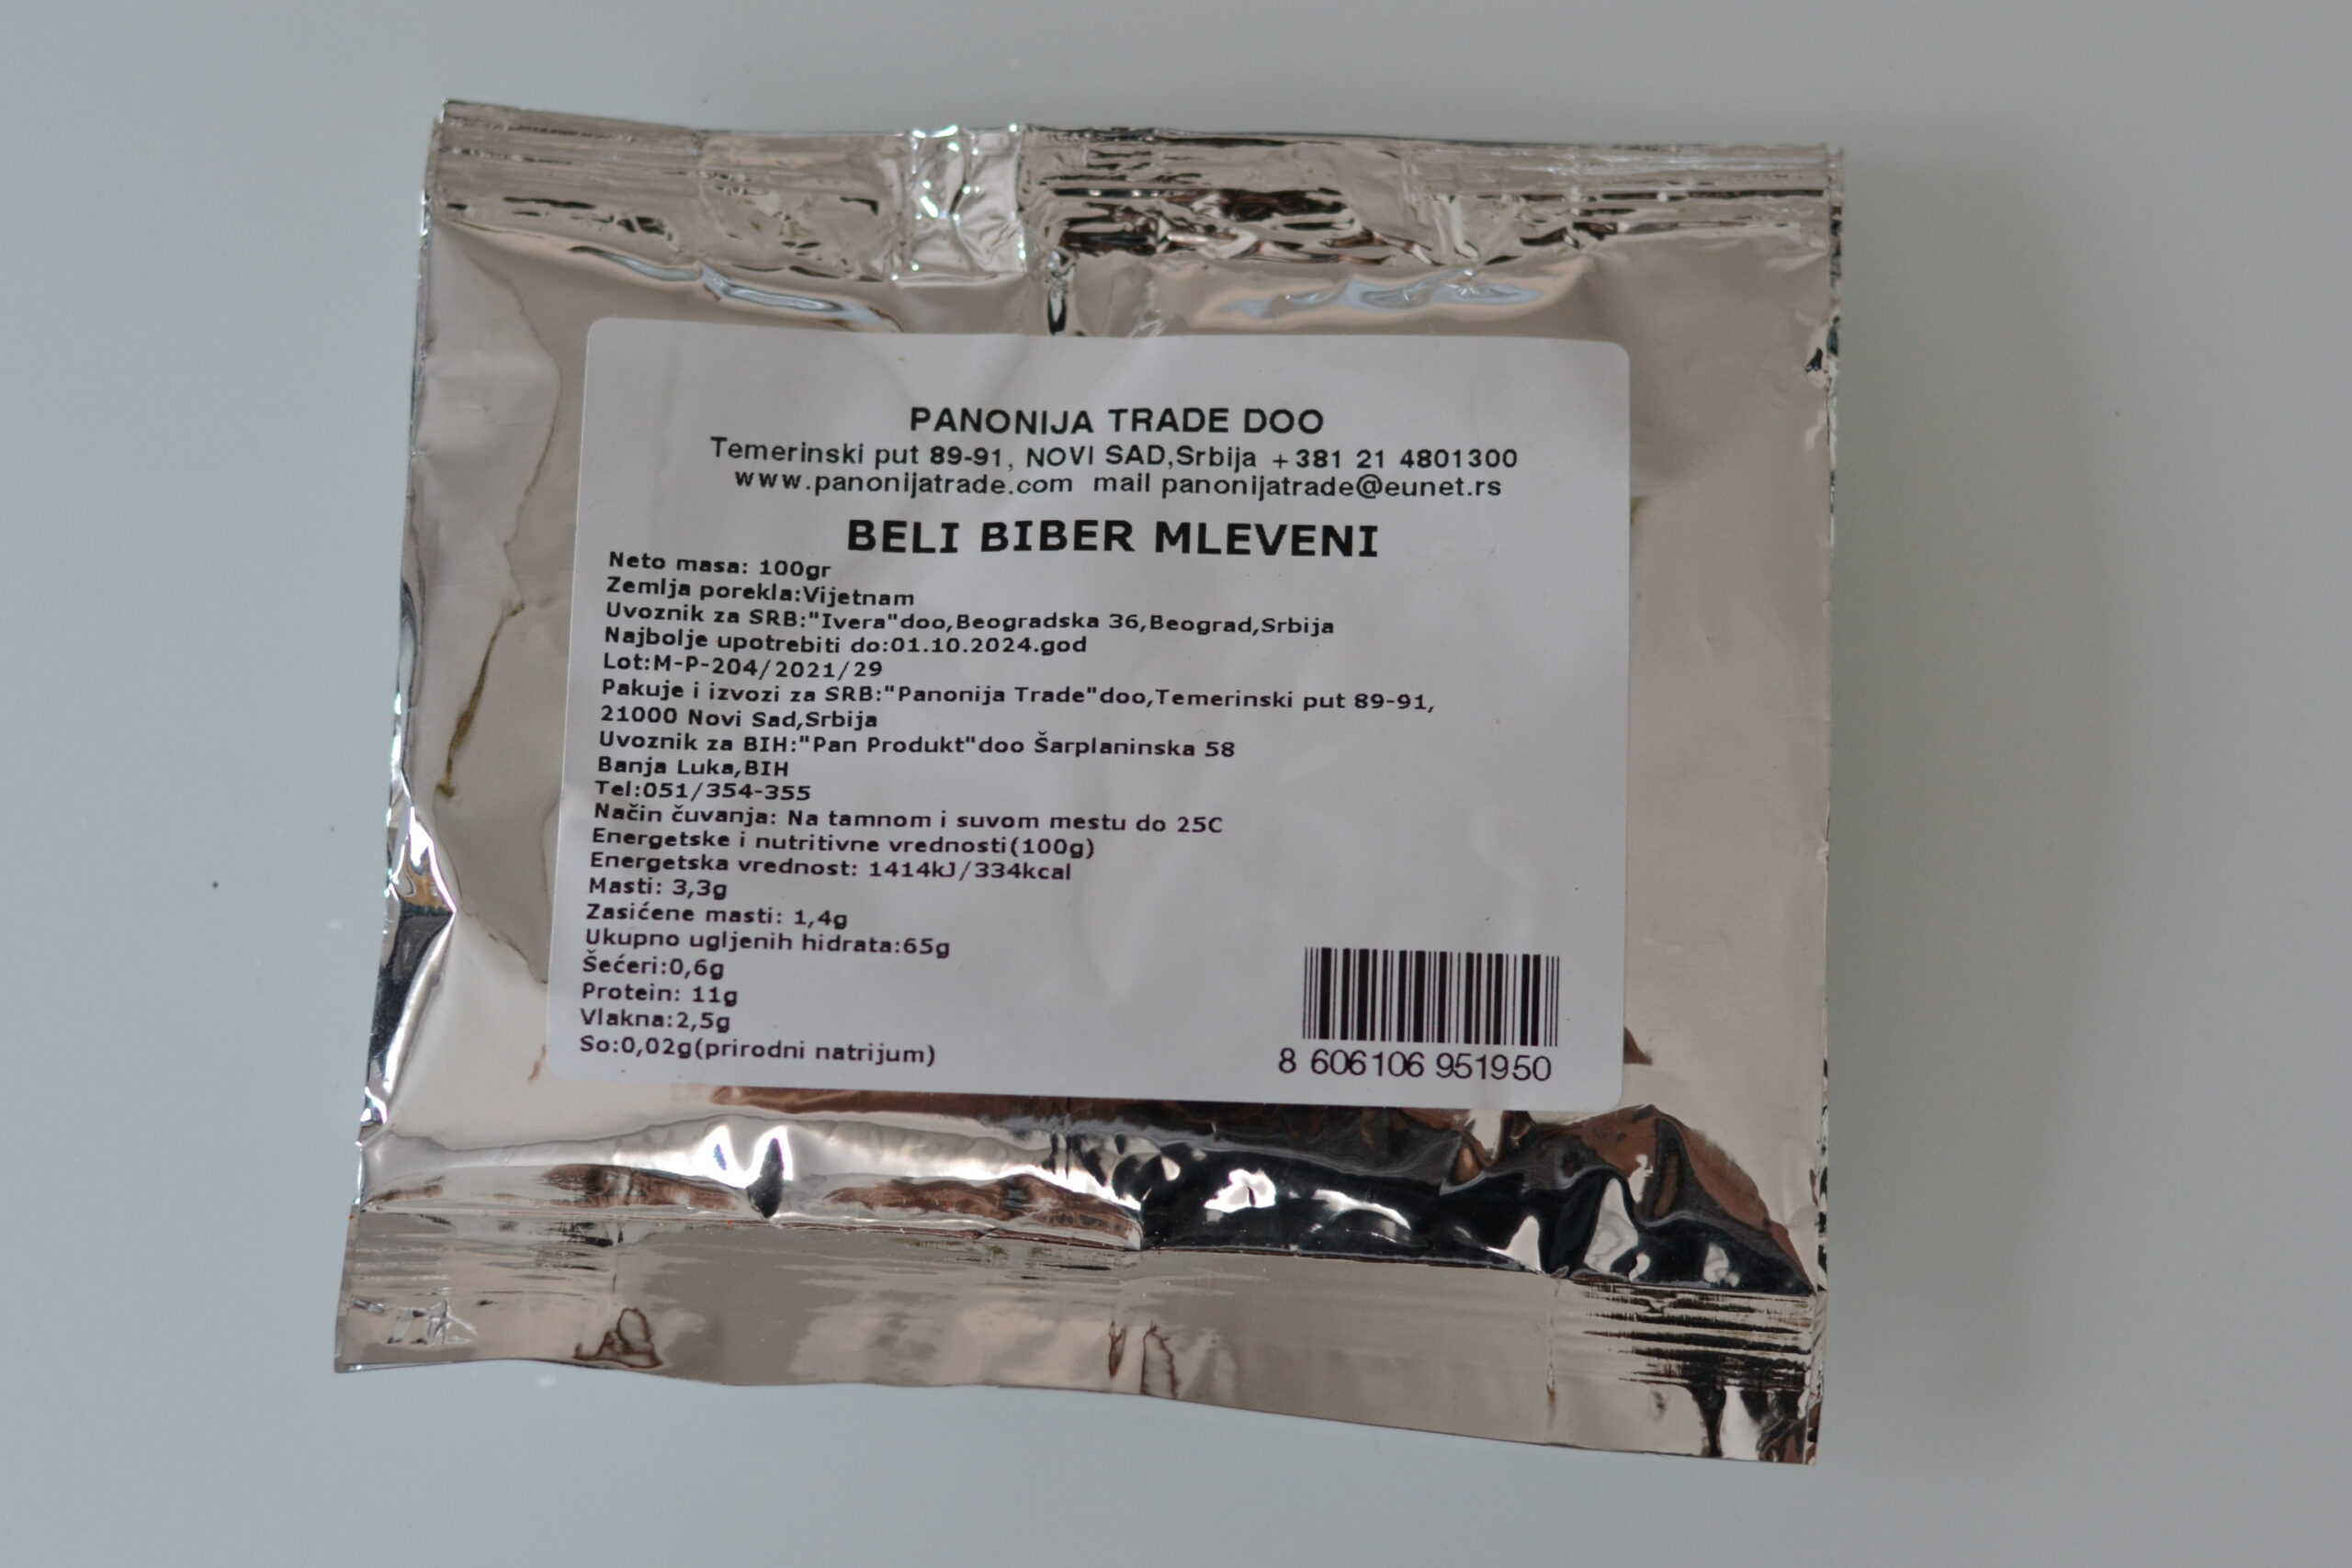 PANONIJA TRADE DOO
Temerinski put 89-91, NOVI SAD,Srbija +381 21 4801300
www.panonijatrade.com mail panonijatrade@eunet.rs
BELI BIBER MLEVENI
Neto masa: 100gr
Zemlja porekla:Vijetnam
Uvoznik za SRB:"Ivera"doo,Beogradska 36,Beograd,Srbija
Najbolje upotrebiti do:01.10.2024.god
Lot:M-P-204/2021/29
Pakuje i izvozi za SRB:"Panonija Trade"doo,Temerinski put 89-91,
21000 Novi Sad,Srbija
Uvoznik za BIH:"Pan Produkt"doo Šarplaninska 58
Banja Luka,BIH
Tel:051/354-355
Način čuvanja: Na tamnom i suvom mestu do 25C
Energetske i nutritivne vrednosti(100g)
Energetska vrednost: 1414kJ/334kcal
Masti: 3,3g
Zasićene masti: 1,4g
Ukupno ugljenih hidrata:65g
Šećeri:0,6g
Protein: 11g
Vlakna:2,5g
So:0,02g(prirodni natrijum)
8 606106 951950